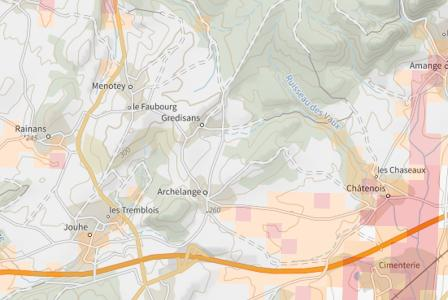 Amange
Menotey
le Faubourg
Gredisans
Ruisseau des Vaux
Rainans
245
300
les Chaseaux
Châtenois
Archelange
260
les Tremblois
Jouhe
Cimenterie